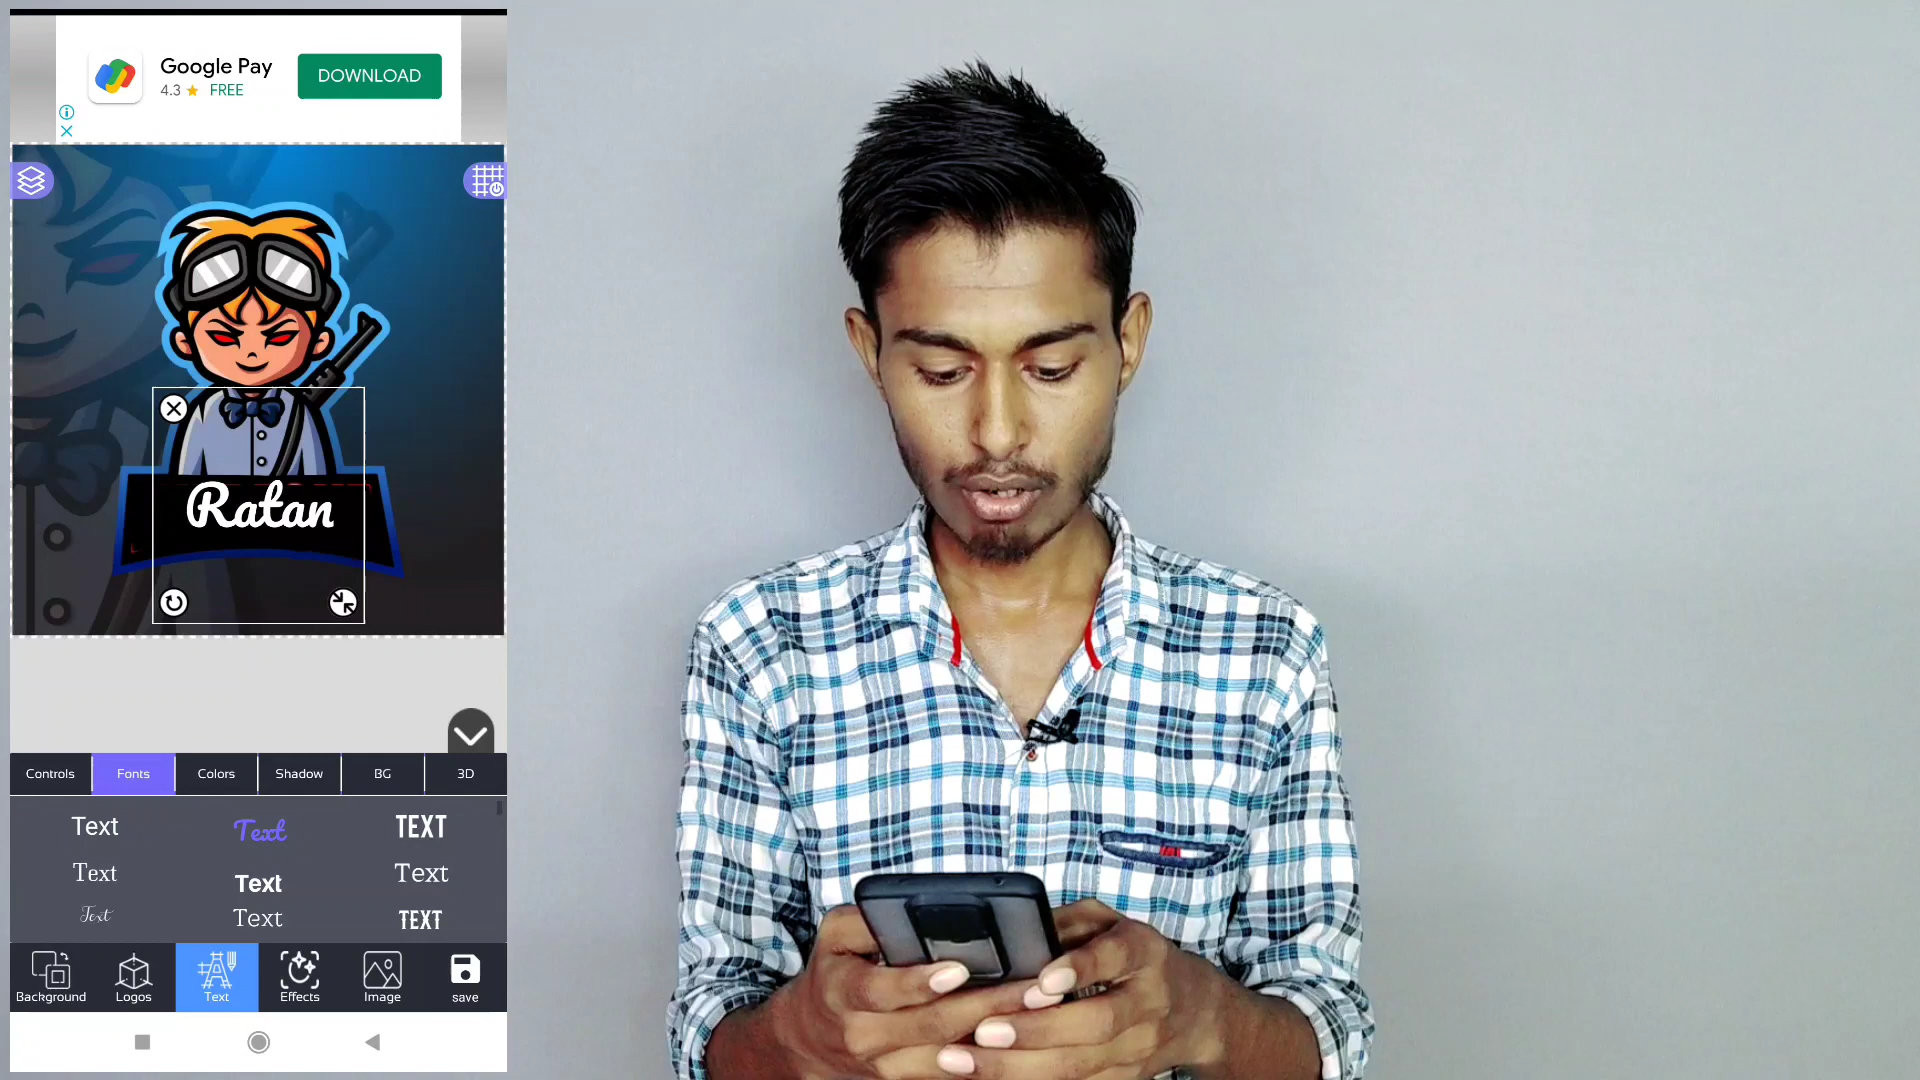 Google Pay
4.3 FREE
DOWNLOAD
Ratan
Controls Fonts Colors Shadow BG 3D
Text Text TEXT
Text Text Text
Text Text TEXT
Background Logos Text Effects Image save